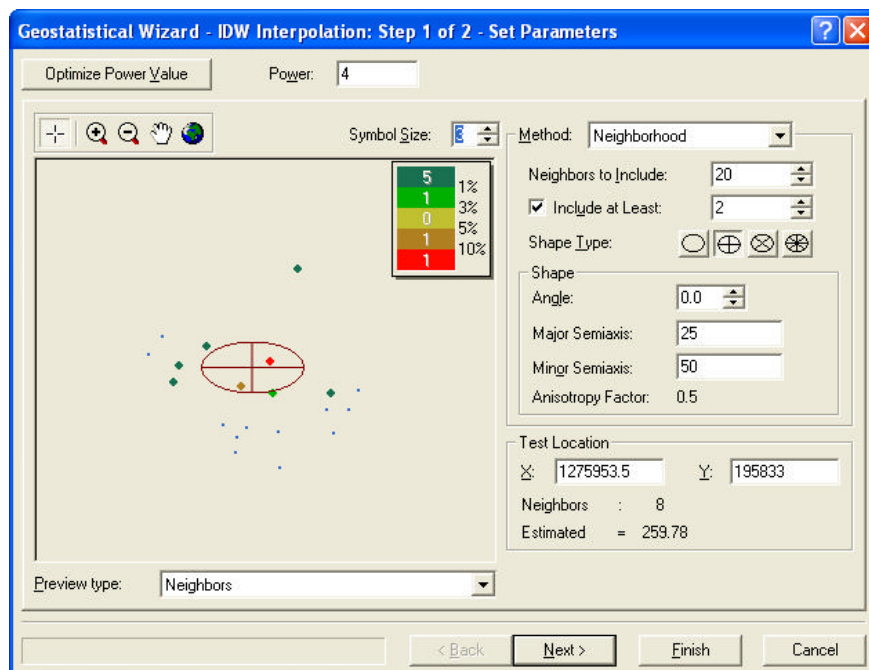 Geostatistical Wizard - IDW Interpolation: Step 1 of 2 - Set Parameters
Optimize Power Value
Power: 4
Symbol Size: 3
5
1
0
1
1
1%
3%
5%
10%
Method: Neighborhood
Neighbors to Include: 20
Include at Least: 2
Shape Type:
Shape
Angle: 0.0
Major Semiaxis: 25
Minor Semiaxis: 50
Anisotropy Factor: 0.5
Test Location
X: 1275953.5 Y: 195833
Neighbors : 8
Estimated = 259.78
Preview type: Neighbors
< Back
Next >
Finish
Cancel